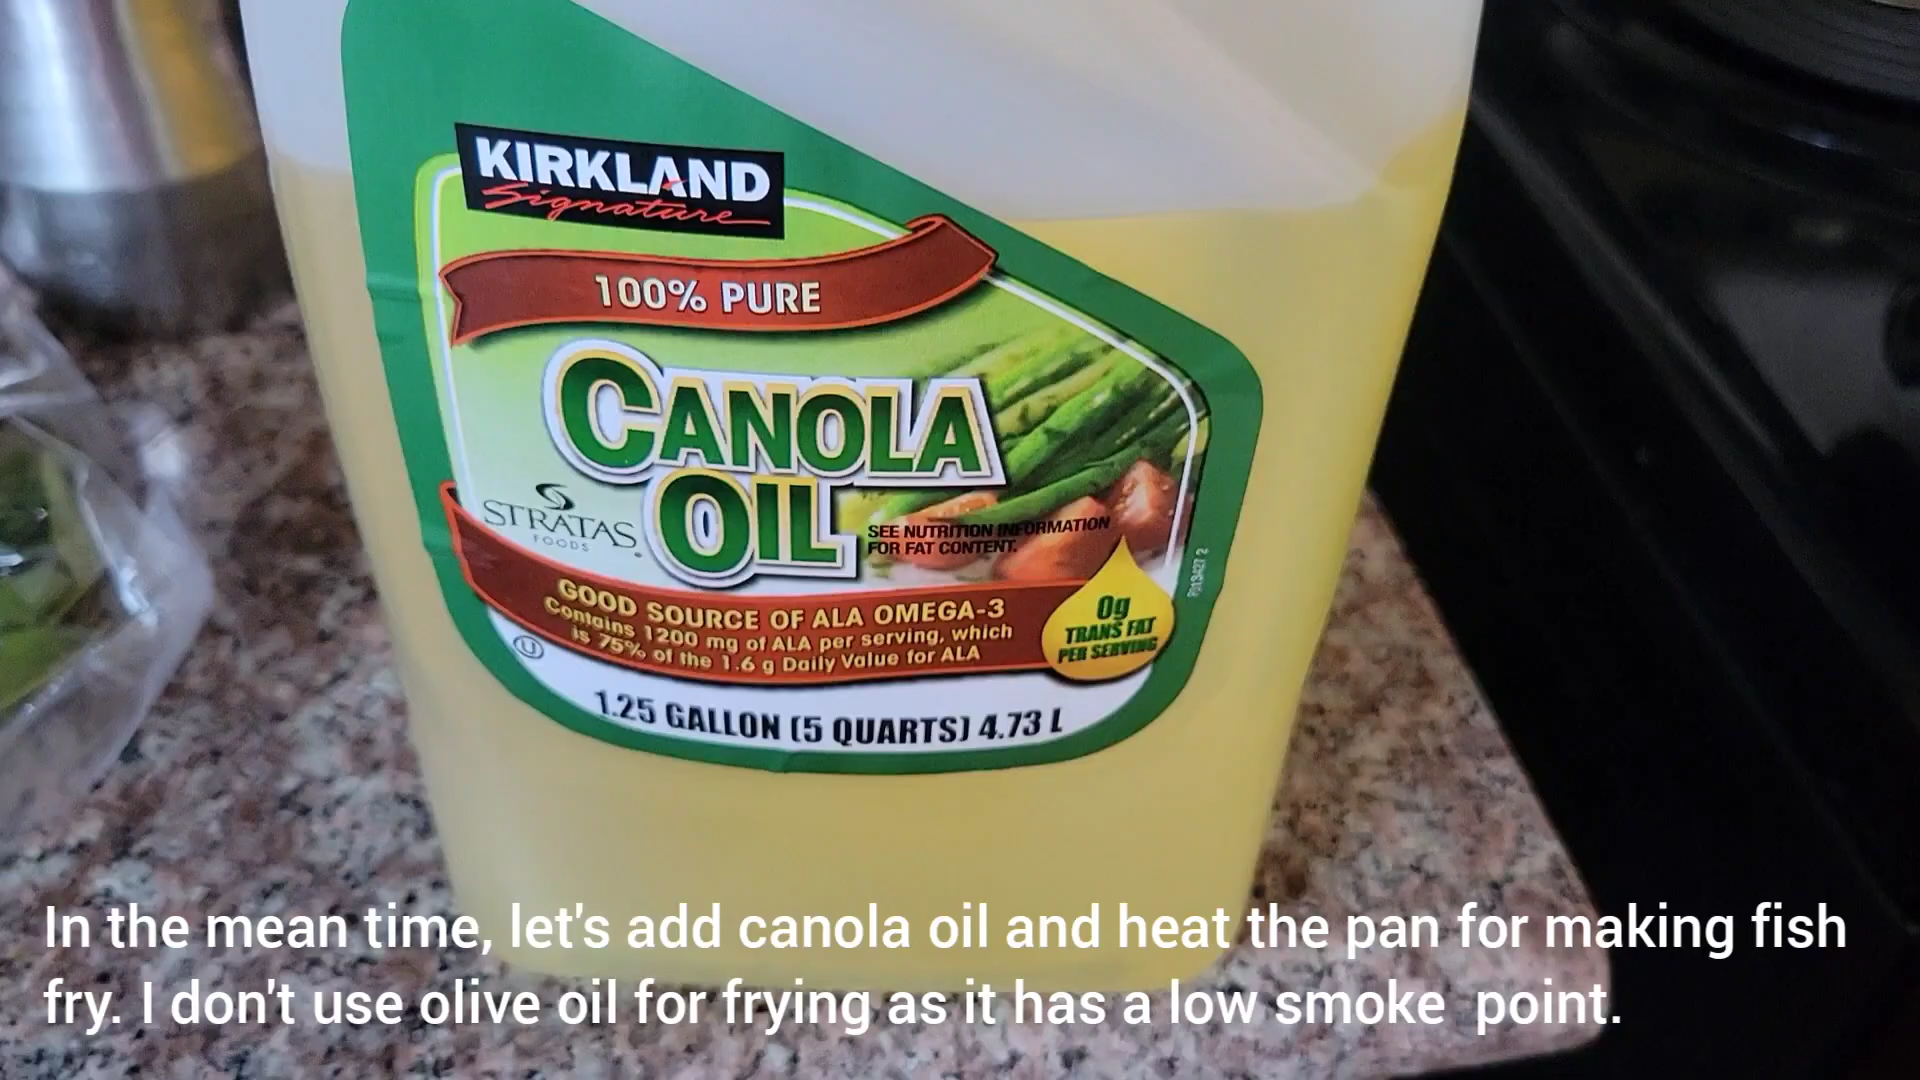 KIRKLAND
Signature
100% PURE
CANOLA
OIL
STRATAS
FOODS
SEE NUTRITION INFORMATION
FOR FAT CONTENT.
GOOD SOURCE OF ALA OMEGA-3
Contains 1200 mg of ALA per serving, which
is 75% of the 1.6 g Daily Value for ALA
0g
TRANS FAT
PER SERVING
U
1.25 GALLON (5 QUARTS) 4.73 L
In the mean time, let's add canola oil and heat the pan for making fish
fry. I don't use olive oil for frying as it has a low smoke  point.